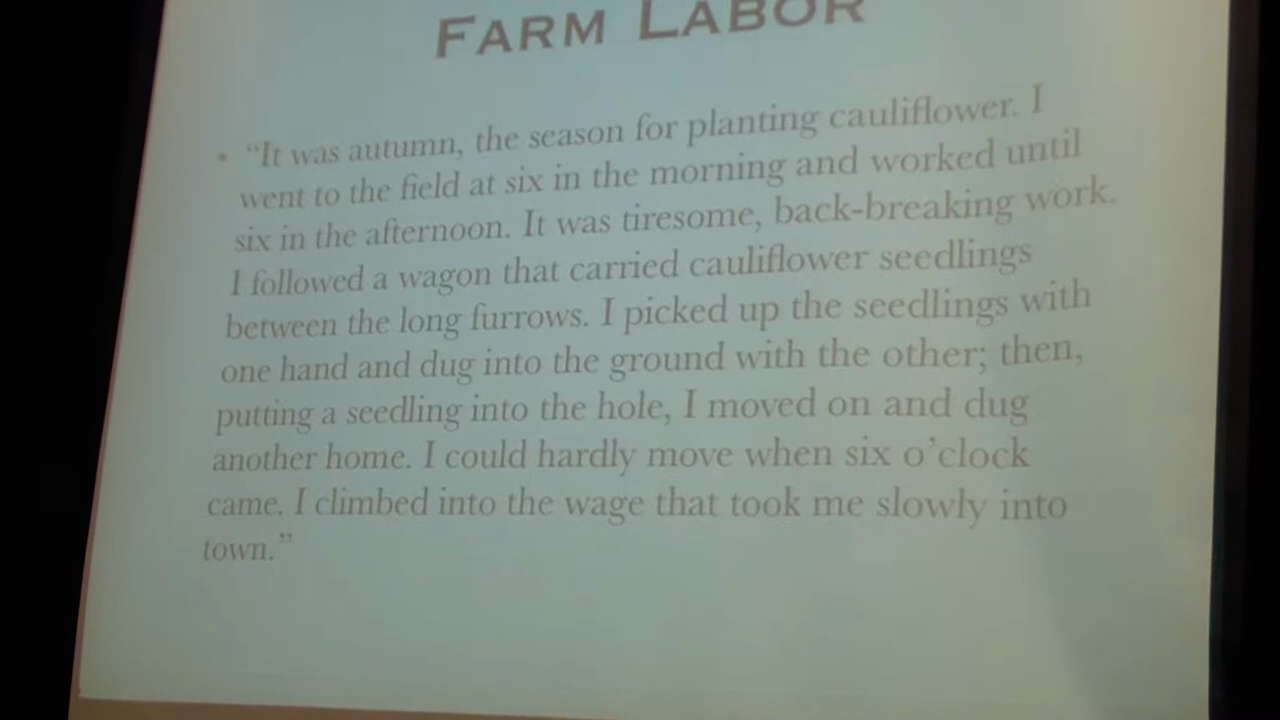 FARM LABOR
• “It was autumn, the season for planting cauliflower. I
went to the field at six in the morning and worked until
six in the afternoon. It was tiresome, back-breaking work.
I followed a wagon that carried cauliflower seedlings
between the long furrows. I picked up the seedlings with
one hand and dug into the ground with the other; then,
putting a seedling into the hole, I moved on and dug
another home. I could hardly move when six o’clock
came. I climbed into the wage that took me slowly into
town.”